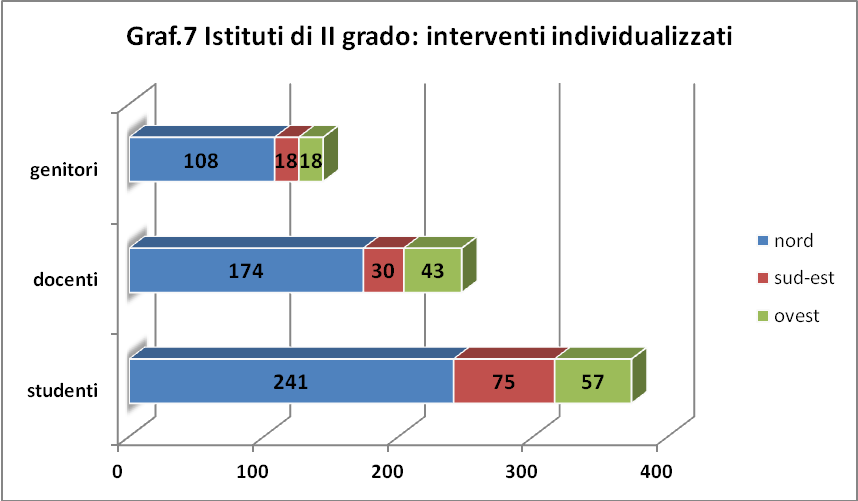 Graf.7 Istituti di II grado: interventi individualizzati
genitori
108 18 18
docenti
174 30 43
studenti
241 75 57
0 100 200 300 400
nord
sud-est
ovest